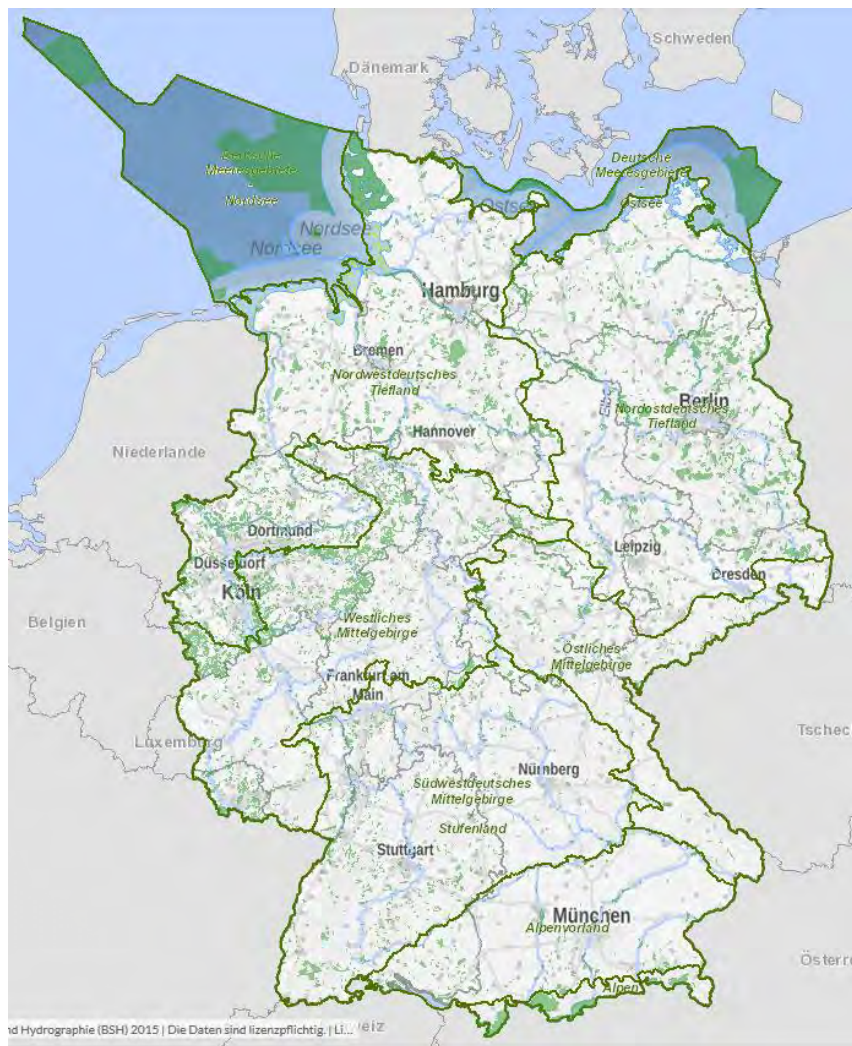 Schweden
Dänemark
Deutsche
Meeresgebiete
-
Nordsee
Deutsche
Meeresgebiete
-
Ostsee
Ostsee
Nordsee
Nordsee
Hamburg
Bremen
Nordwestdeutsches
Tiefland
Elbe
Berlin
Nordostdeutsches
Tiefland
Hannover
Niederlande
Dortmund
Düsseldorf
Köln
Leipzig
Dresden
Belgien
Westliches
Mittelgebirge
Östliches
Mittelgebirge
Frankfurt am
Main
Luxemburg
Tschec
Nürnberg
Südwestdeutsches
Mittelgebirge
-
Stufenland
Stuttgart
München
Alpenvorland
Österre
Alpen
nd Hydrographie (BSH) 2015 | Die Daten sind lizenzpflichtig. | Li...
eiz